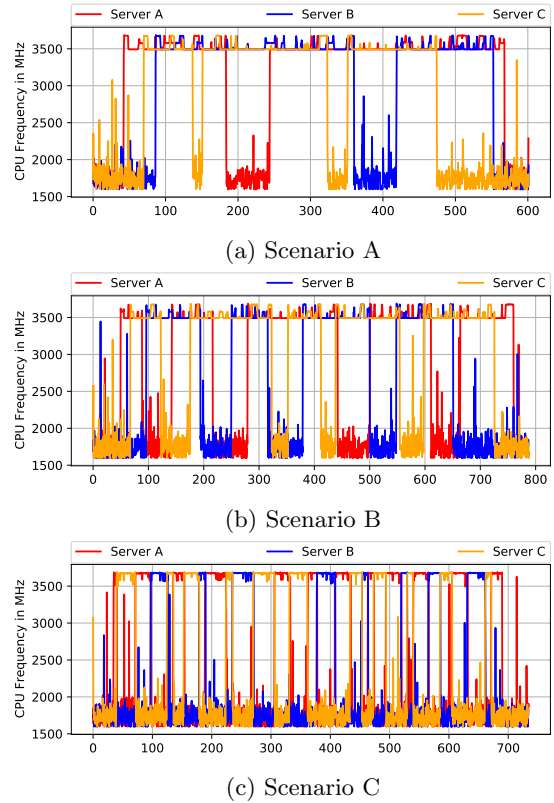 Server A Server B Server C
3500
3000
2500
2000
1500
CPU Frequency in MHz
0 100 200 300 400 500 600
(a) Scenario A
Server A Server B Server C
3500
3000
2500
2000
1500
CPU Frequency in MHz
0 100 200 300 400 500 600 700 800
(b) Scenario B
Server A Server B Server C
3500
3000
2500
2000
1500
CPU Frequency in MHz
0 100 200 300 400 500 600 700
(c) Scenario C